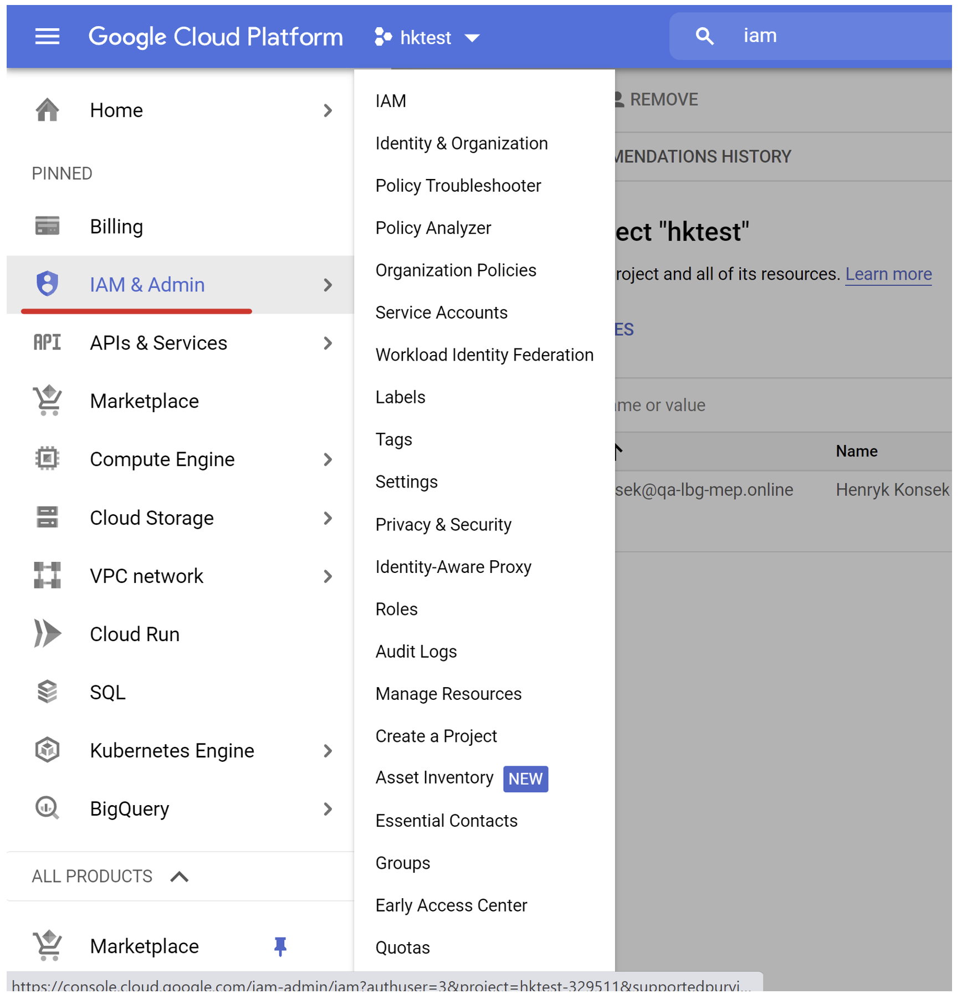 Google Cloud Platform
hktest
iam
Home
PINNED
Billing
IAM & Admin
API
APIs & Services
Marketplace
Compute Engine
Cloud Storage
VPC network
Cloud Run
SQL
Kubernetes Engine
BigQuery
ALL PRODUCTS
Marketplace
IAM
Identity & Organization
Policy Troubleshooter
Policy Analyzer
Organization Policies
Service Accounts
Workload Identity Federation
Labels
Tags
Settings
Privacy & Security
Identity-Aware Proxy
Roles
Audit Logs
Manage Resources
Create a Project
Asset Inventory NEW
Essential Contacts
Groups
Early Access Center
Quotas
REMOVE
MENDATIONS HISTORY
ect "hktest"
roject and all of its resources. Learn more
ES
me or value
Name
sek@qa-lbg-mep.online Henryk Konsek
https://console.cloud.google.com/iam-admin/iam?authuser=3&project=hktest-329511&supportedpurvi...